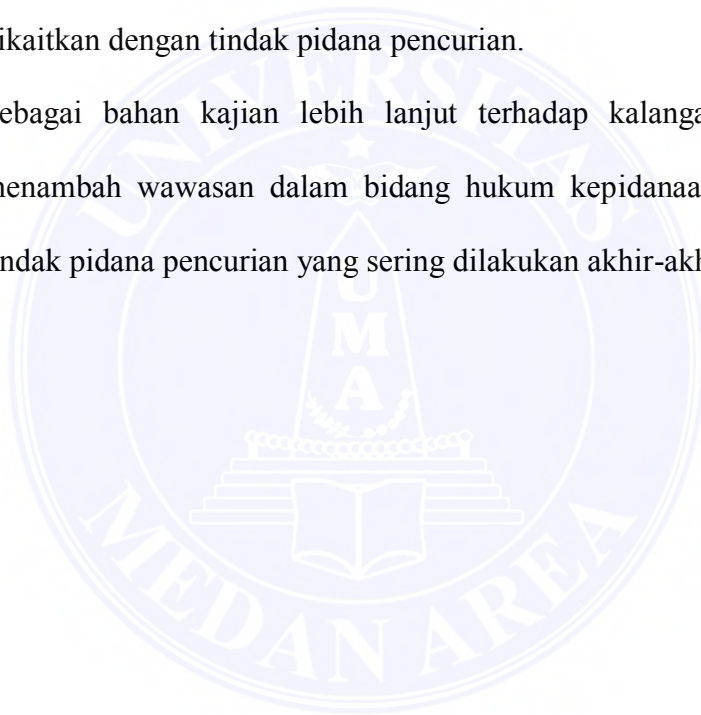 ikaitkan dengan tindak pidana pencurian.
ebagai bahan kajian lebih lanjut terhadap kalanga
nenambah wawasan dalam bidang hukum kepidanaa
ndak pidana pencurian yang sering dilakukan akhir-akh
UNIVERSITAS
U
M
A
MEDAN AREA